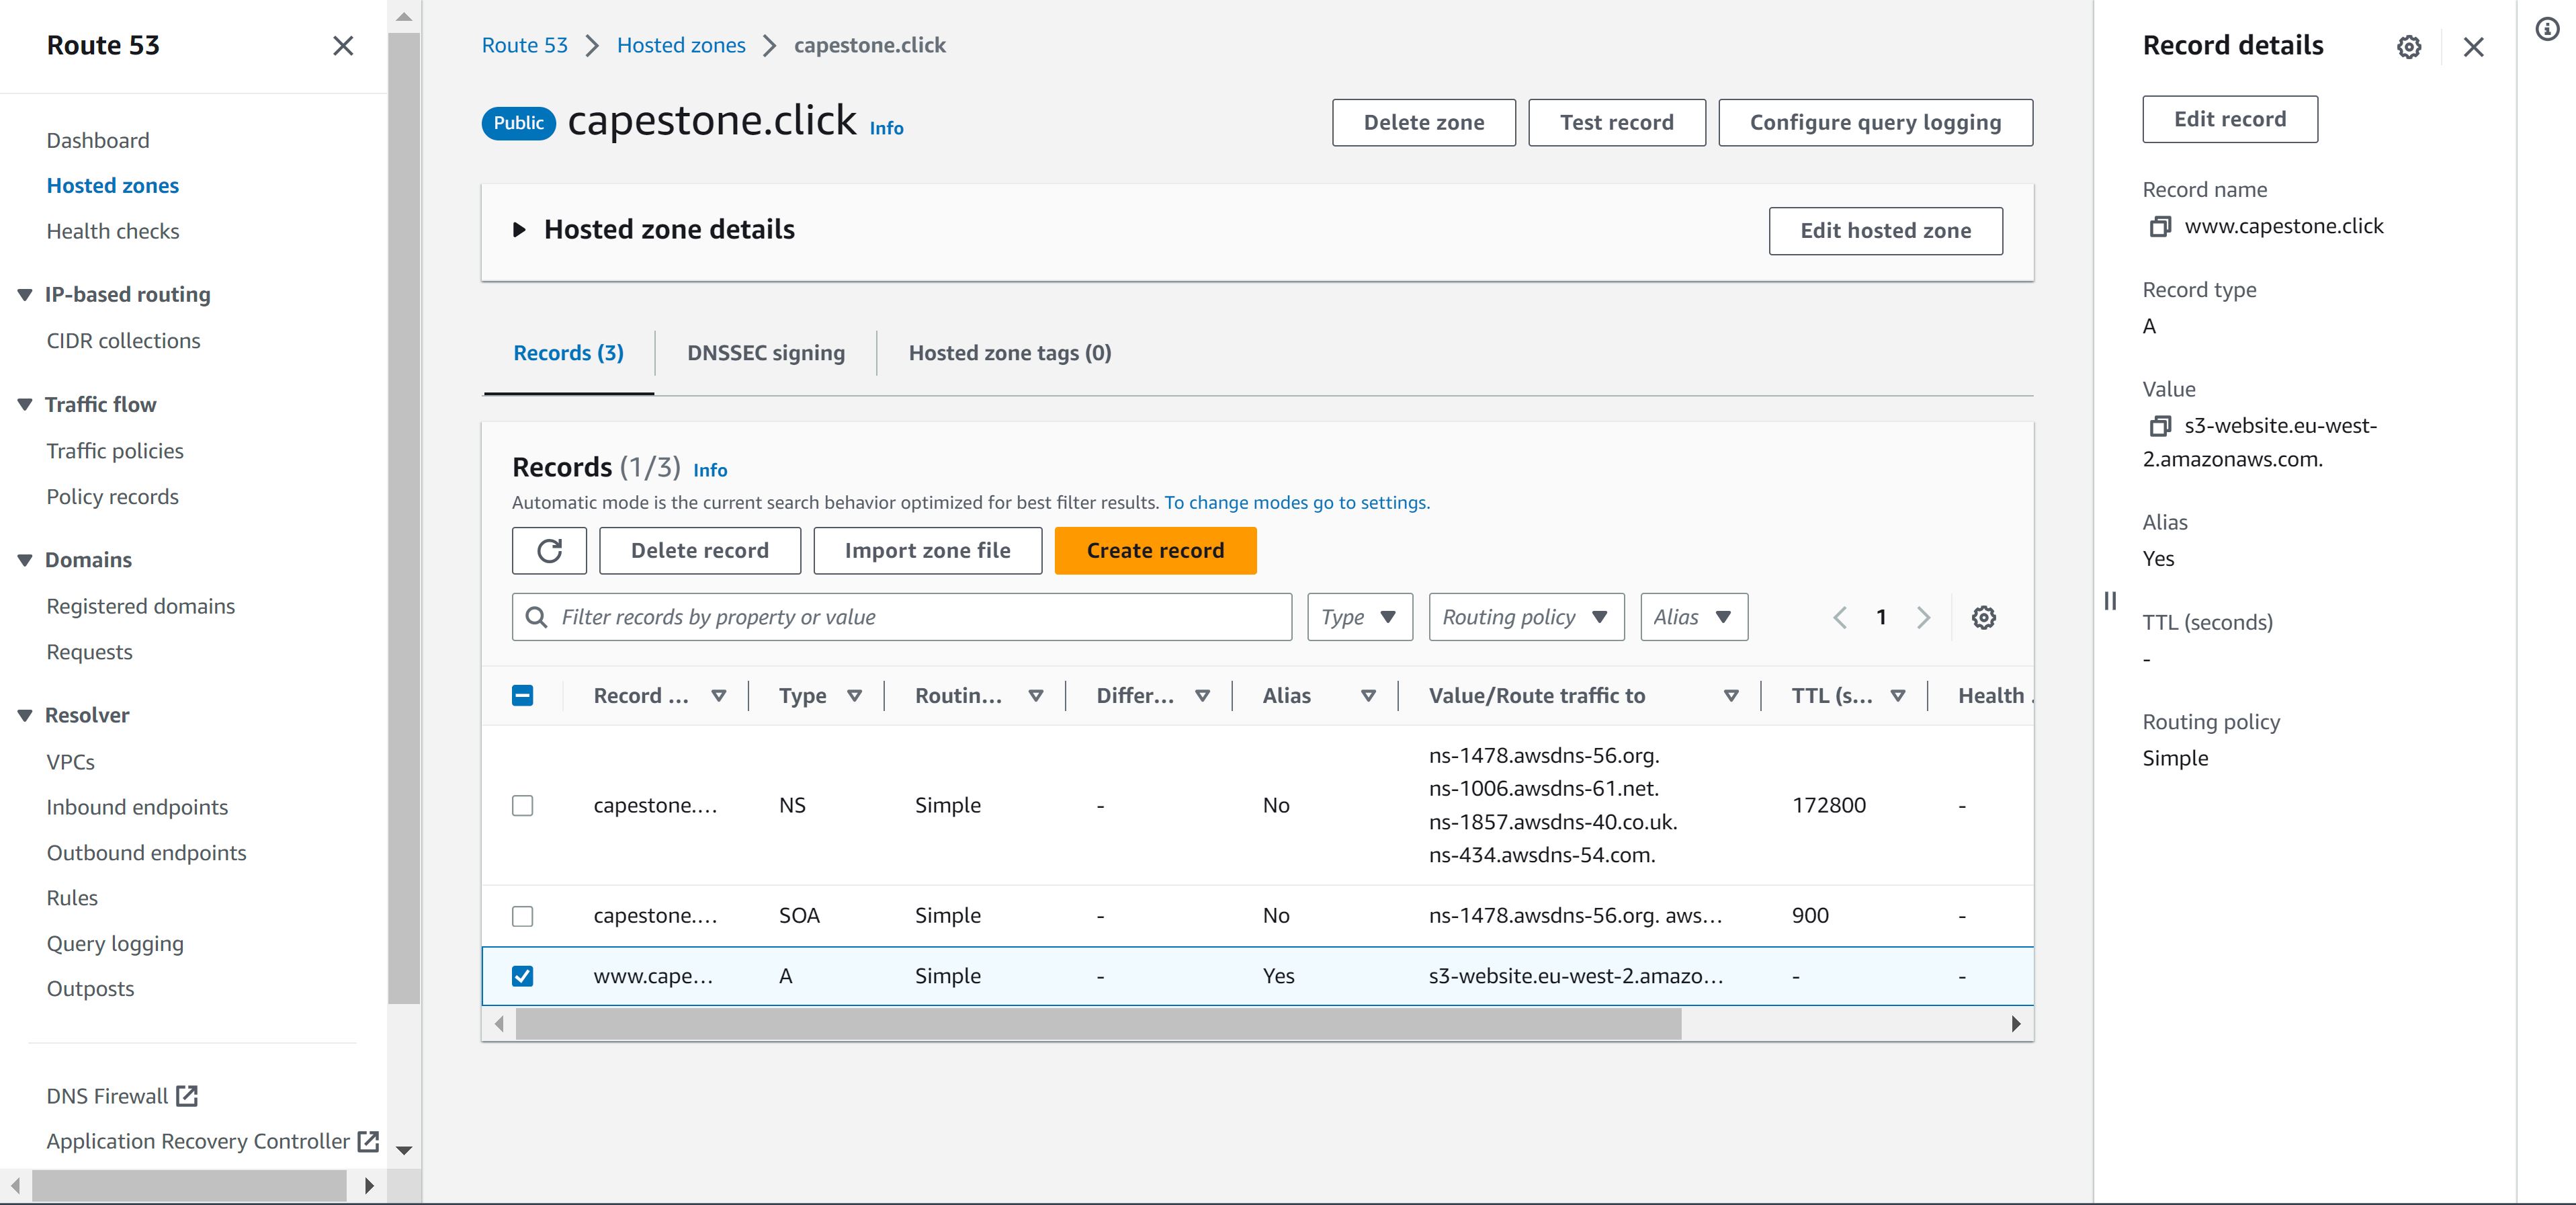 Route 53
Dashboard
Hosted zones
Health checks
IP-based routing
CIDR collections
Traffic flow
Traffic policies
Policy records
Domains
Registered domains
Requests
Resolver
VPCs
Inbound endpoints
Outbound endpoints
Rules
Query logging
Outposts
DNS Firewall
Application Recovery Controller
Route 53 > Hosted zones > capestone.click
Public capestone.click Info
Delete zone Test record Configure query logging
Hosted zone details Edit hosted zone
Records (3) DNSSEC signing Hosted zone tags (0)
Records (1/3) Info
Automatic mode is the current search behavior optimized for best filter results. To change modes go to settings.
Delete record Import zone file Create record
Filter records by property or value Type Routing policy Alias 1
Record ... Type Routin... Differ... Alias Value/Route traffic to TTL (s... Health .
ns-1478.awsdns-56.org.
ns-1006.awsdns-61.net.
capestone.... NS Simple - No 172800 -
ns-1857.awsdns-40.co.uk.
ns-434.awsdns-54.com.
capestone.... SOA Simple - No ns-1478.awsdns-56.org. aws... 900 -
www.cape... A Simple - Yes s3-website.eu-west-2.amazo... - -
Record details
Edit record
Record name
www.capestone.click
Record type
A
Value
s3-website.eu-west-
2.amazonaws.com.
Alias
Yes
TTL (seconds)
-
Routing policy
Simple